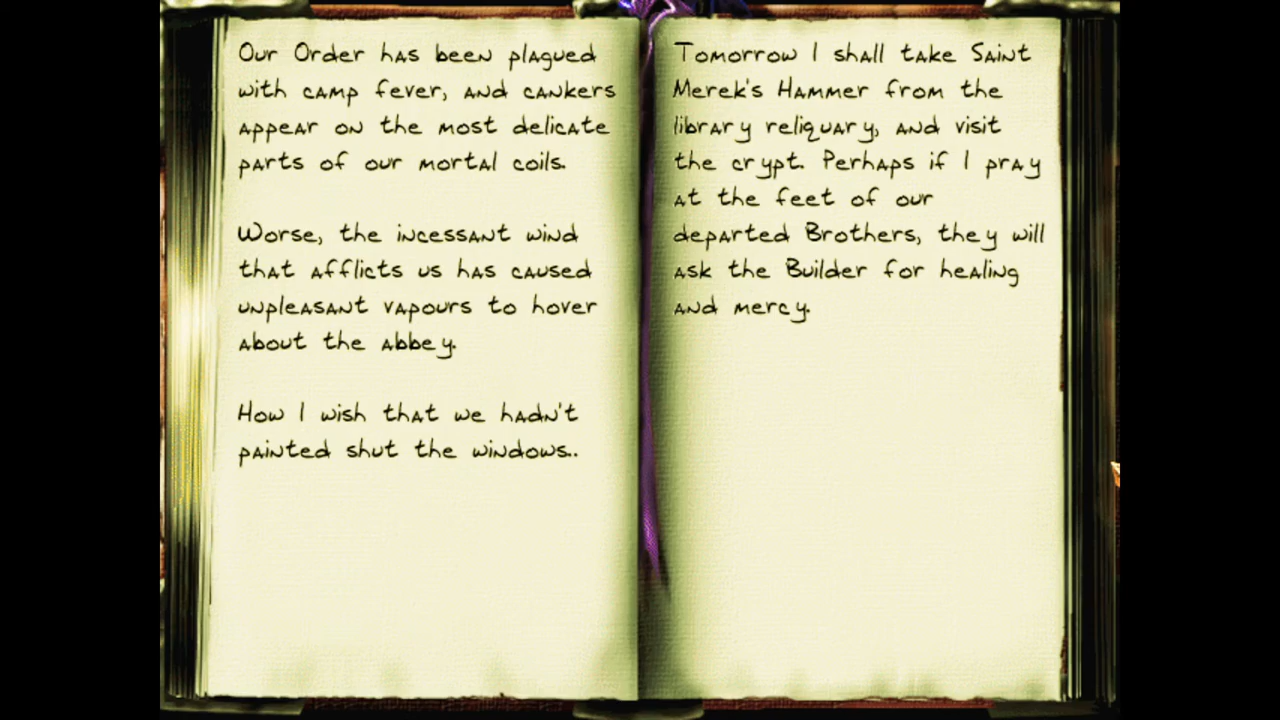 Our Order has been plagued
with camp fever, and cankers
appear on the most delicate
parts of our mortal coils.
Worse, the incessant wind
that afflicts us has caused
unpleasant vapours to hover
about the abbey.
How I wish that we hadn't
painted shut the windows..
Tomorrow I shall take Saint
Merek's Hammer from the
library reliquary, and visit
the crypt. Perhaps if I pray
at the feet of our
departed Brothers, they will
ask the Builder for healing
and mercy.